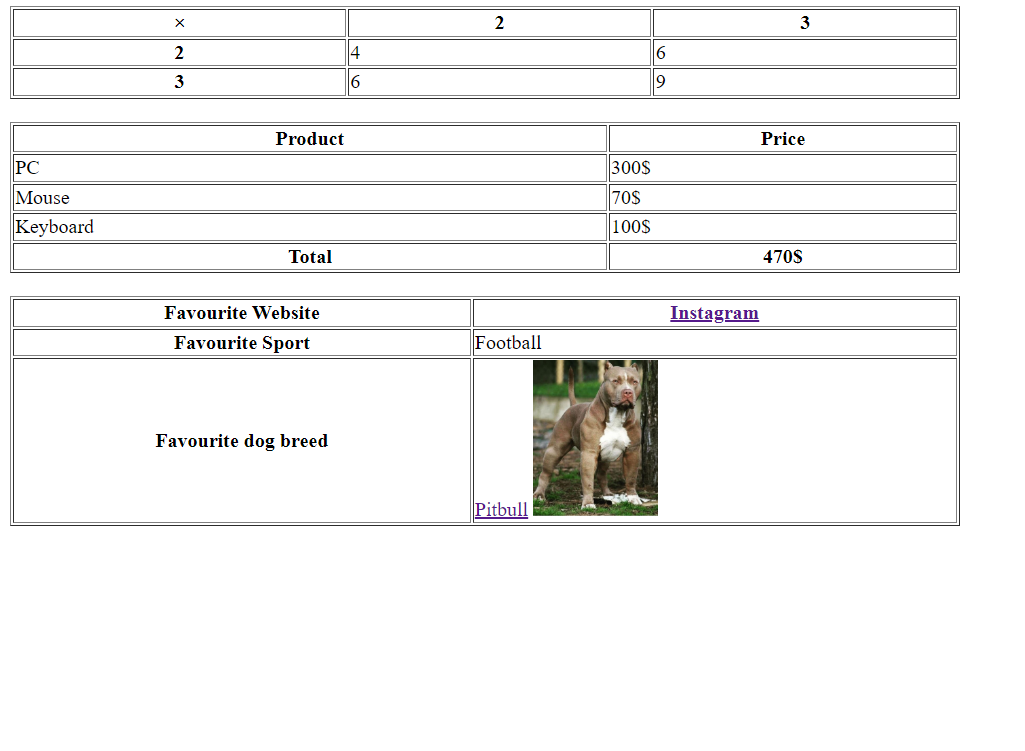 × 2 3
2 4 6
3 6 9
Product Price
PC 300$
Mouse 70$
Keyboard 100$
Total 470$
Favourite Website Instagram
Favourite Sport Football
Favourite dog breed Pitbull